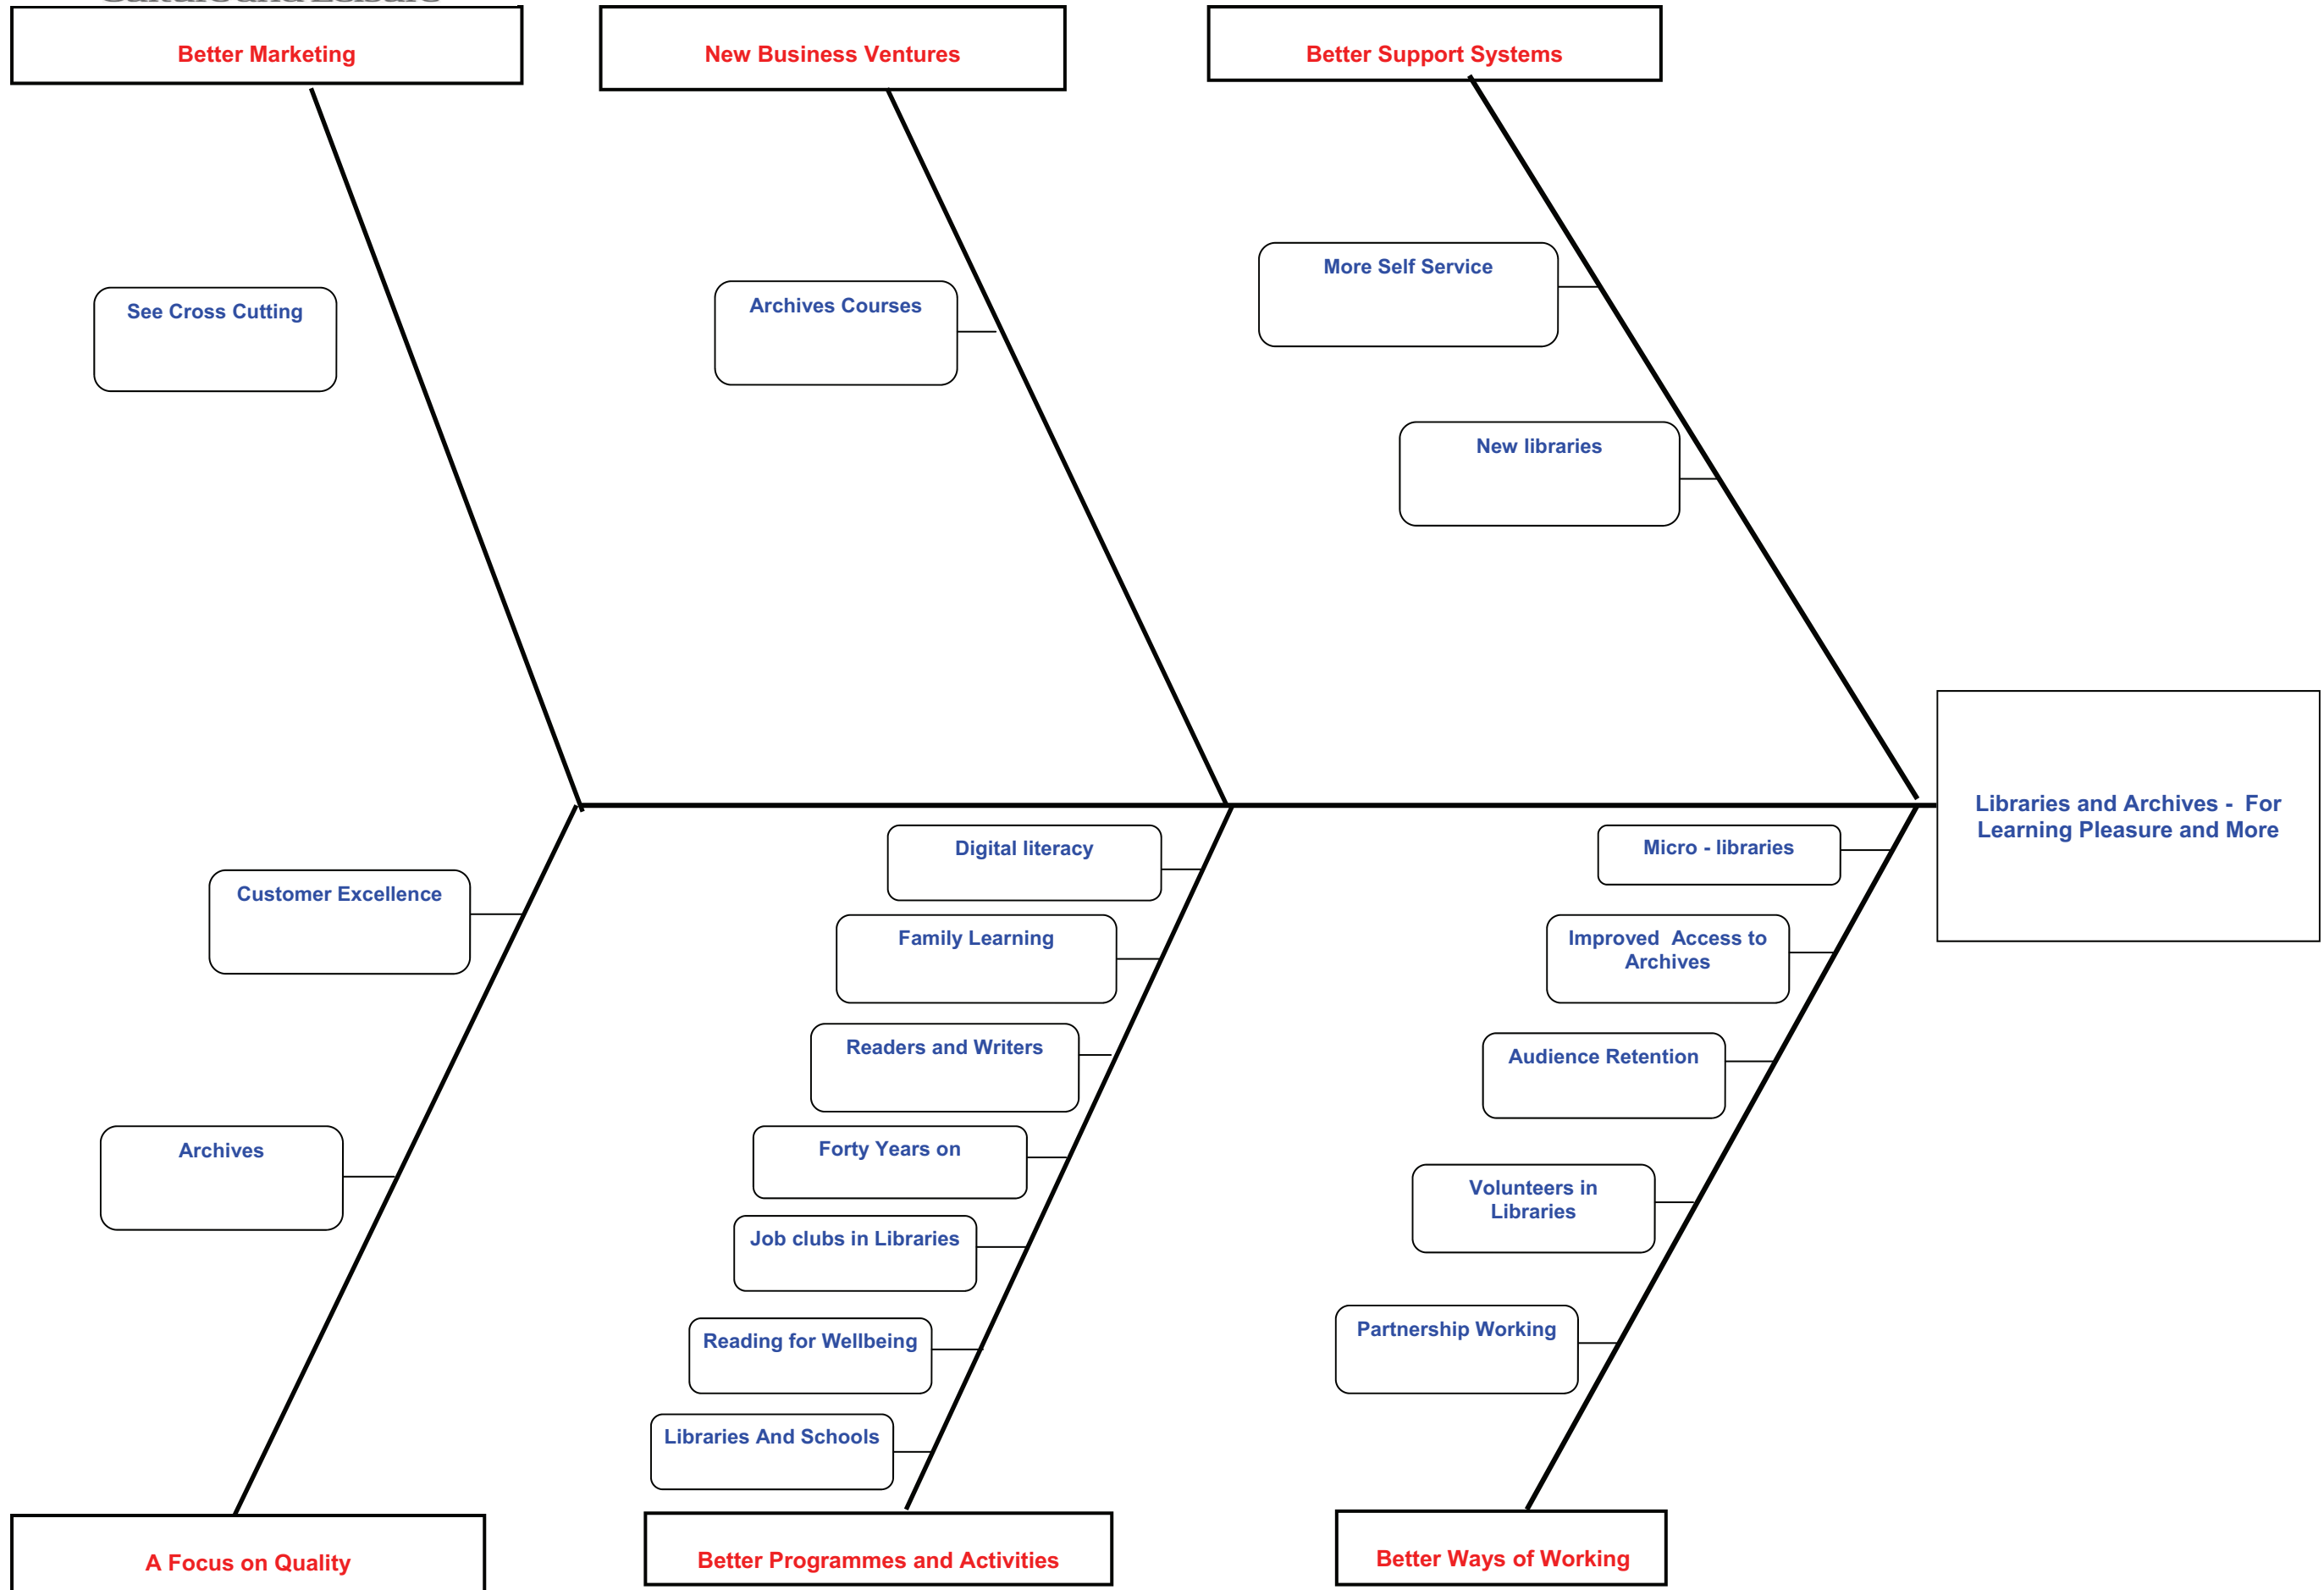 Better Marketing
New Business Ventures
Better Support Systems
More Self Service
See Cross Cutting
Archives Courses
New libraries
Libraries and Archives -  For
Learning Pleasure and More
Digital literacy
Micro - libraries
Customer Excellence
Family Learning
Improved  Access to
Archives
Readers and Writers
Audience Retention
Archives
Forty Years on
Volunteers in
Libraries
Job clubs in Libraries
Reading for Wellbeing
Partnership Working
Libraries And Schools
A Focus on Quality
Better Programmes and Activities
Better Ways of Working